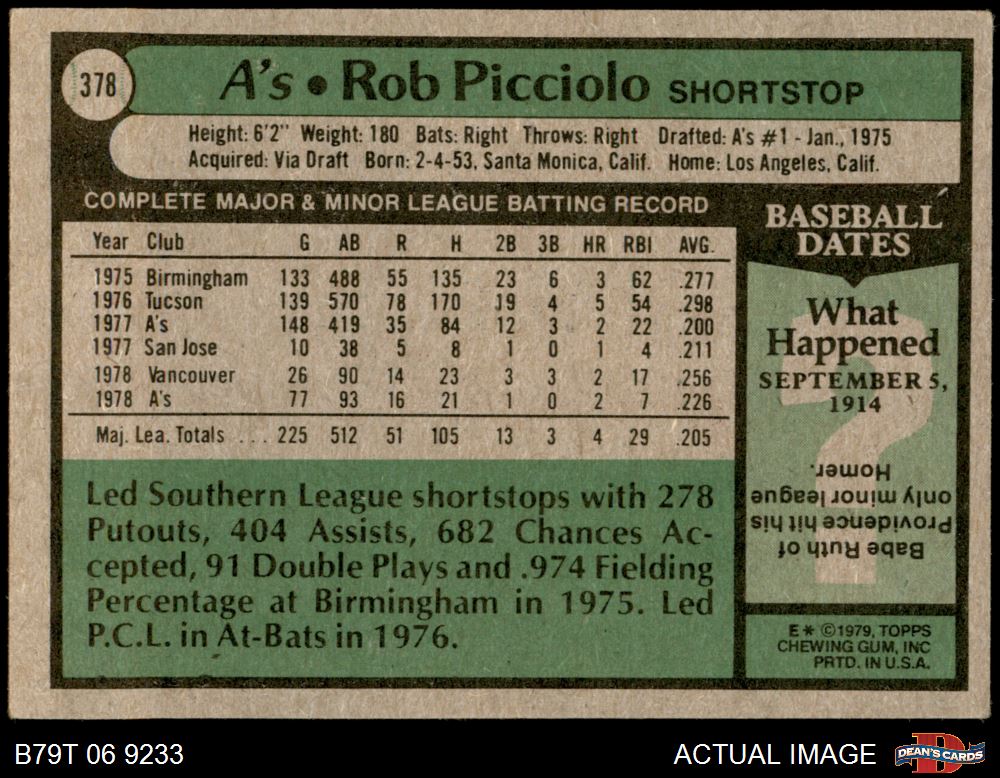 378
A's • Rob Picciolo SHORTSTOP
Height: 6'2" Weight: 180 Bats: Right Throws: Right Drafted: A's #1 - Jan., 1975
Acquired: Via Draft Born: 2-4-53, Santa Monica, Calif. Home: Los Angeles, Calif.
COMPLETE MAJOR & MINOR LEAGUE BATTING RECORD
Year Club G AB R H 2B 3B HR RBI AVG.
1975 Birmingham 133 488 55 135 23 6 3 62 .277
1976 Tucson 139 570 78 170 19 4 5 54 .298
1977 A's 148 419 35 84 12 3 2 22 .200
1977 San Jose 10 38 5 8 1 0 1 4 .211
1978 Vancouver 26 90 14 23 3 3 2 17 .256
1978 A's 77 93 16 21 1 0 2 7 .226
Maj. Lea. Totals ... 225 512 51 105 13 3 4 29 .205
Led Southern League shortstops with 278
Putouts, 404 Assists, 682 Chances Ac-
cepted, 91 Double Plays and .974 Fielding
Percentage at Birmingham in 1975. Led
P.C.L. in At-Bats in 1976.
BASEBALL
DATES
What
Happened
SEPTEMBER 5,
1914
?
Babe Ruth of
Providence hit his
only minor league
Homer.
E* ©1979, TOPPS
CHEWING GUM, INC
PRTD. IN U.S.A.
B79T 06 9233
ACTUAL IMAGE
D
DEAN'S CARDS